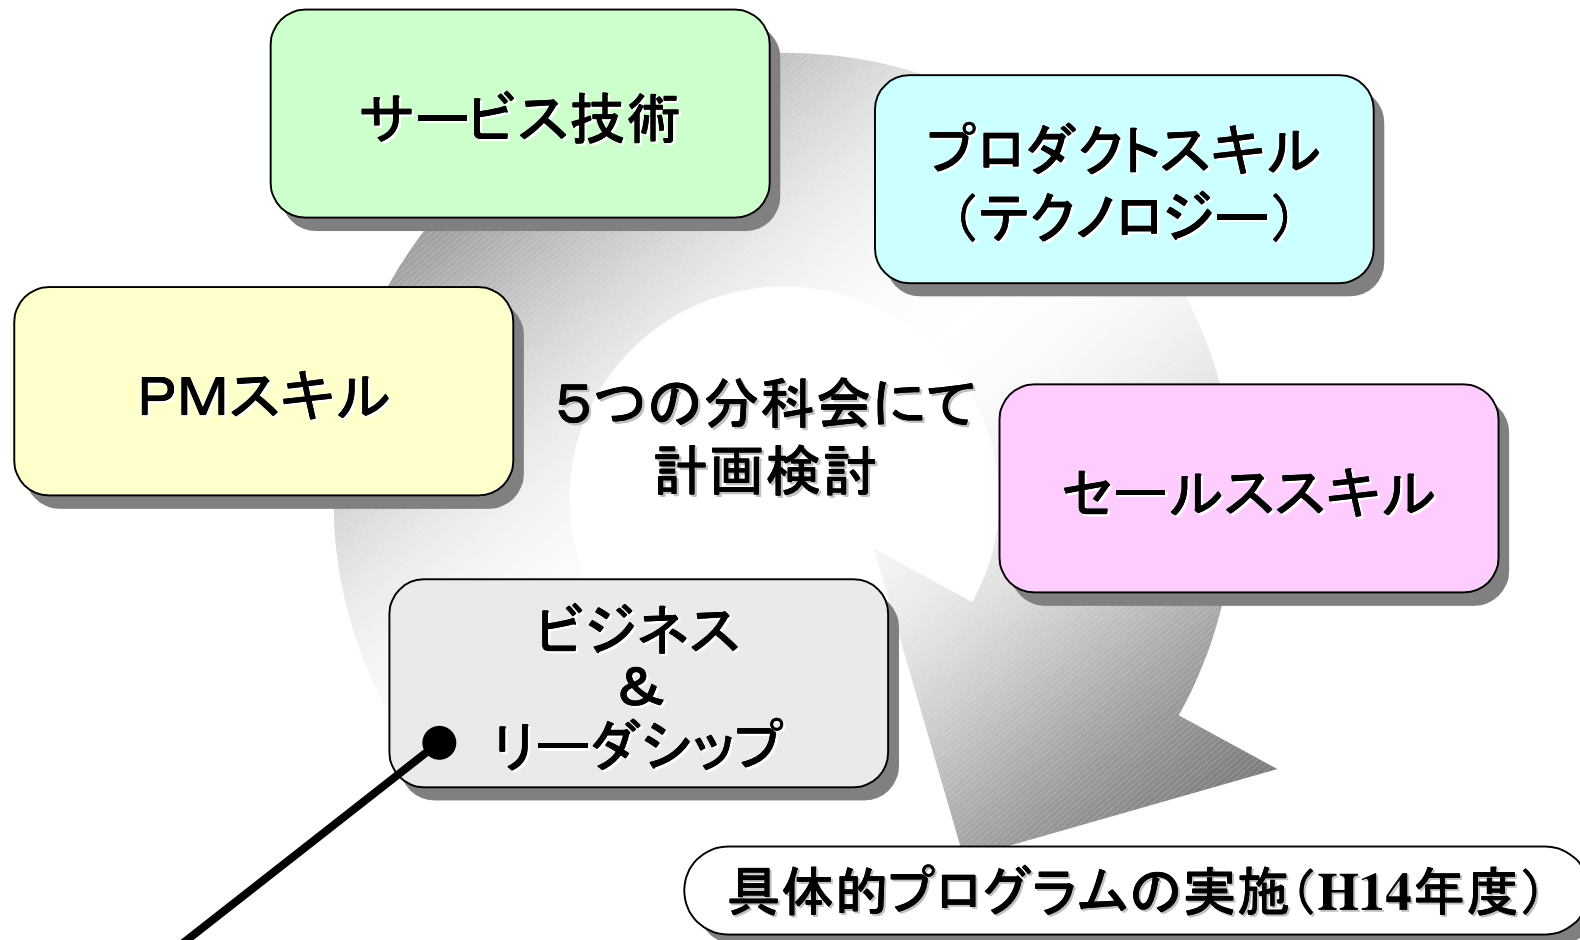 サービス技術
プロダクトスキル
（テクノロジー）
PMスキル
５つの分科会にて
計画検討
セールススキル
ビジネス
＆
リーダシップ
具体的プログラムの実施（H14年度）